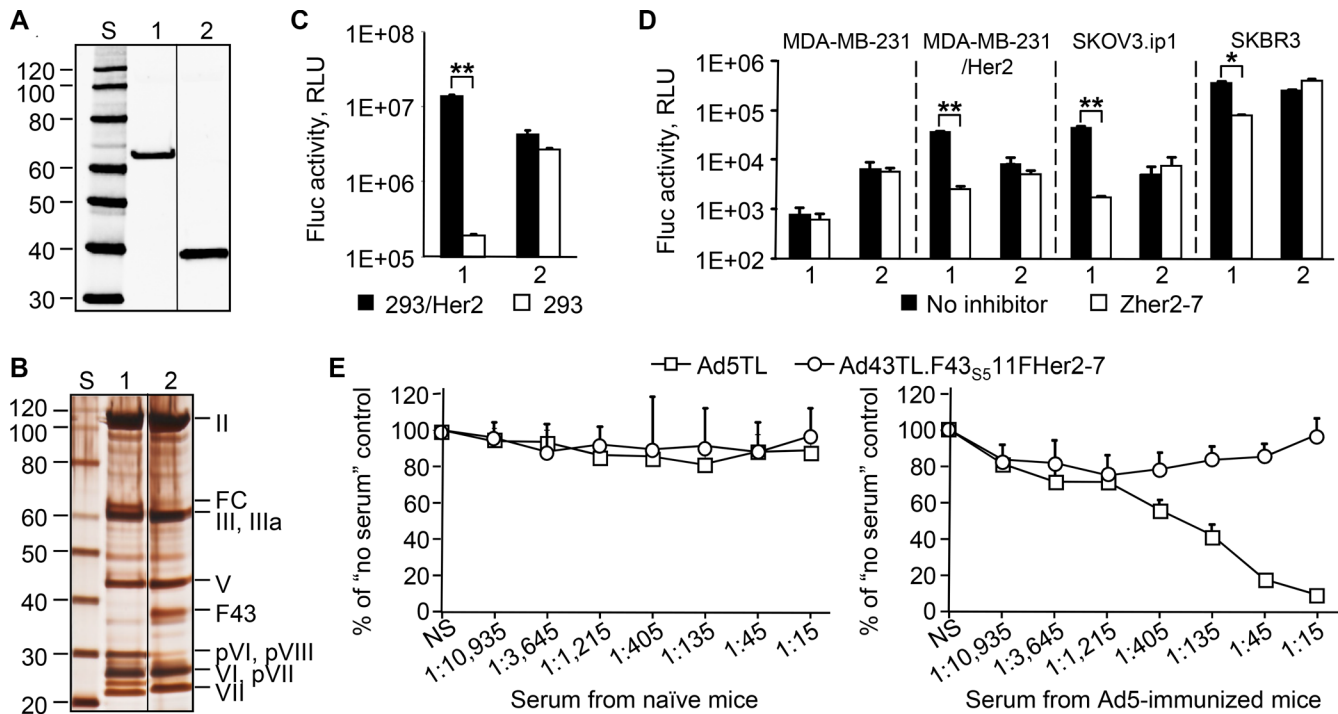 A
S 1 2
120
100
80
60
50
40
30
B
S 1 2
120
100
80
60
50
40
30
20
II
FC
III, IIIa
V
F43
pVI, pVIII
VI, pVII
VII
C
Fluc activity, RLU
1E+08
1E+07
1E+06
1E+05
**
1 2
293/Her2 293
D
MDA-MB-231
MDA-MB-231
/Her2
SKOV3.ip1
SKBR3
Fluc activity, RLU
1E+06
1E+05
1E+04
1E+03
1E+02
** ** *
1 2 1 2 1 2 1 2
No inhibitor Zher2-7
E
Ad5TL Ad43TL.F43S511FHer2-7
% of “no serum” control
120
100
80
60
40
20
0
NS 1:10,935 1:3,645 1:1,215 1:405 1:135 1:45 1:15
Serum from naïve mice
% of “no serum” control
120
100
80
60
40
20
0
NS 1:10,935 1:3,645 1:1,215 1:405 1:135 1:45 1:15
Serum from Ad5-immunized mice